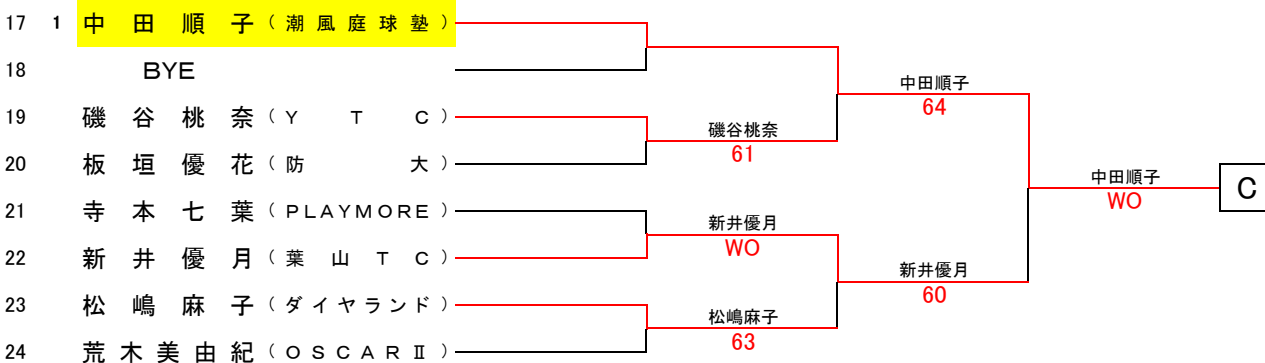 17 1 中田順子(潮風庭球塾)
18 BYE
中田順子
19 磯谷桃奈(YTC)
64
磯谷桃奈
61
20 板垣優花(防大)
中田順子
C
WO
21 寺本七葉(PLAYMORE)
新井優月
WO
22 新井優月(葉山TC)
新井優月
60
23 松嶋麻子(ダイヤランド)
松嶋麻子
63
24 荒木美由紀(OSCARⅡ)